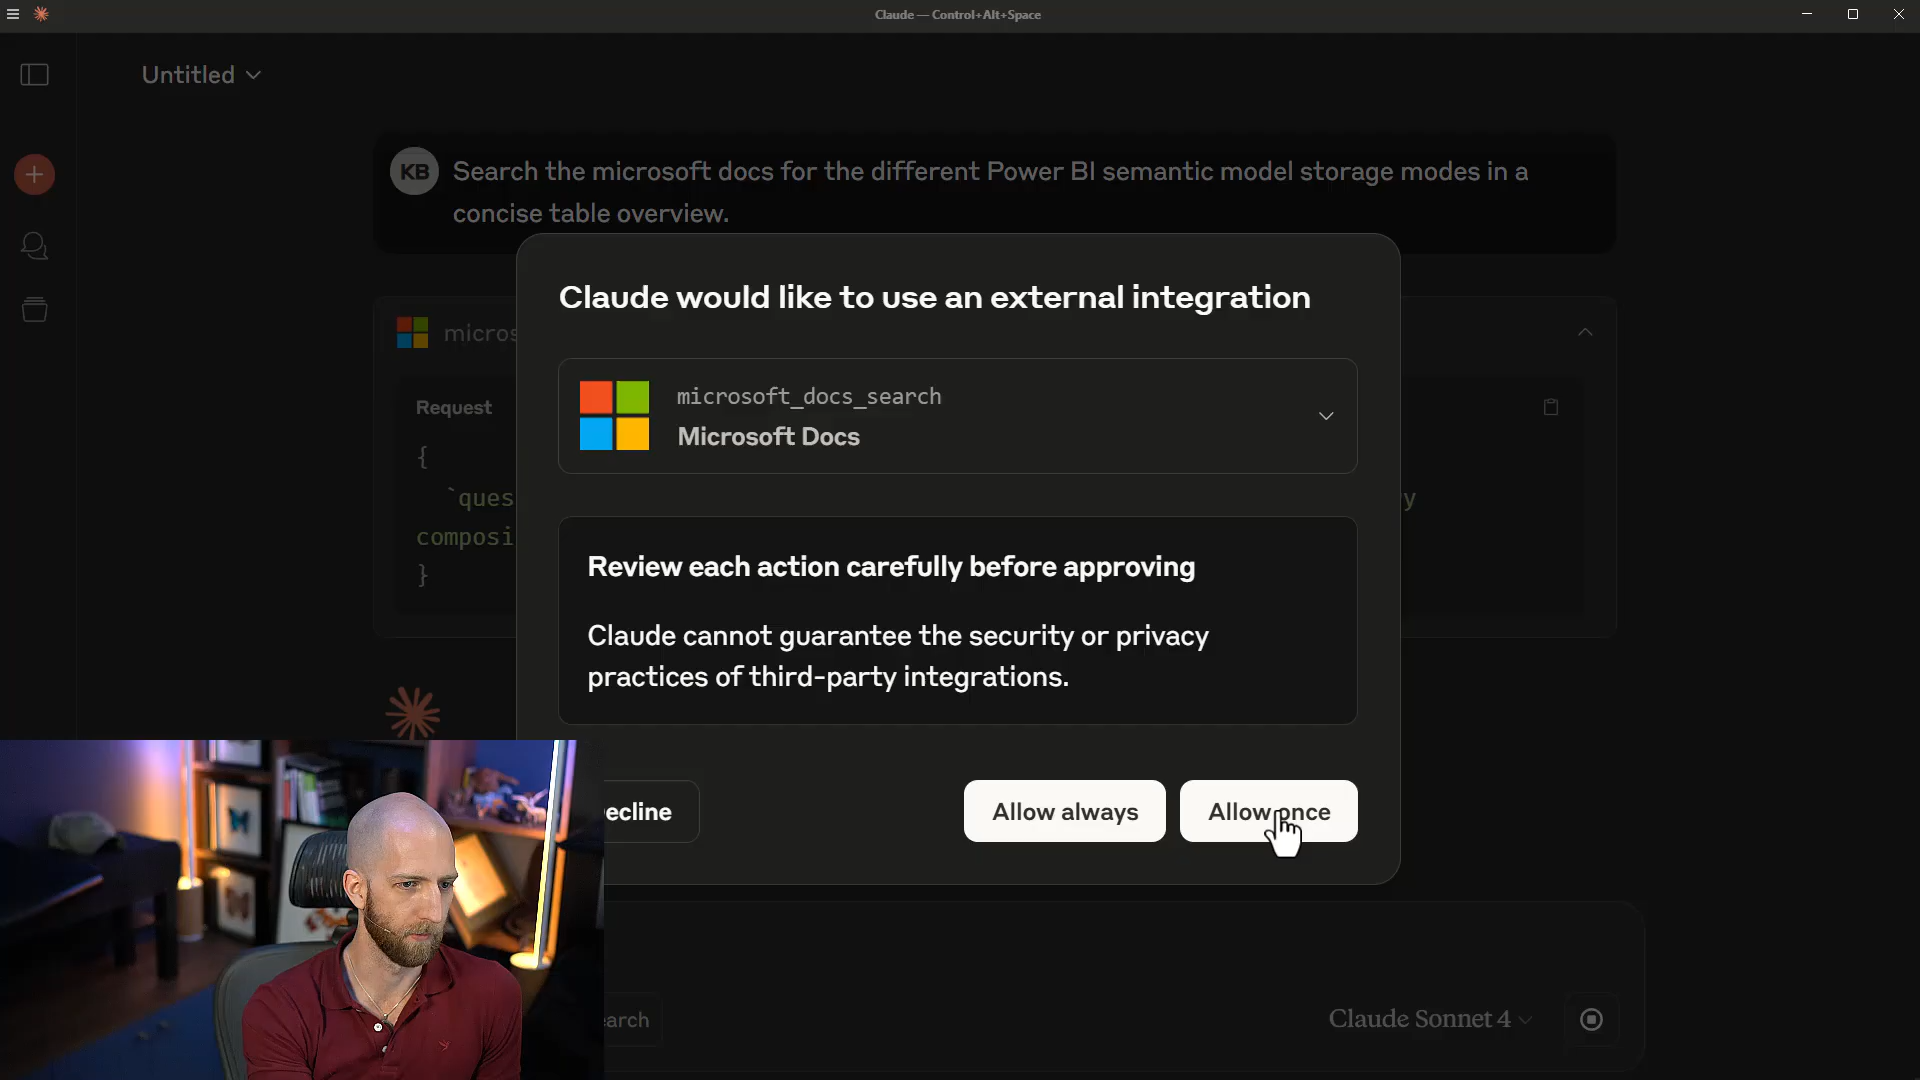 Claude — Control+Alt+Space
Untitled
KB
Search the microsoft docs for the different Power BI semantic model storage modes in a
concise table overview.
Claude would like to use an external integration
micros
microsoft_docs_search
Microsoft Docs
Request
{
`ques
y
composi
}
Review each action carefully before approving
Claude cannot guarantee the security or privacy
practices of third-party integrations.
ecline
Allow always
Allow once
earch
Claude Sonnet 4